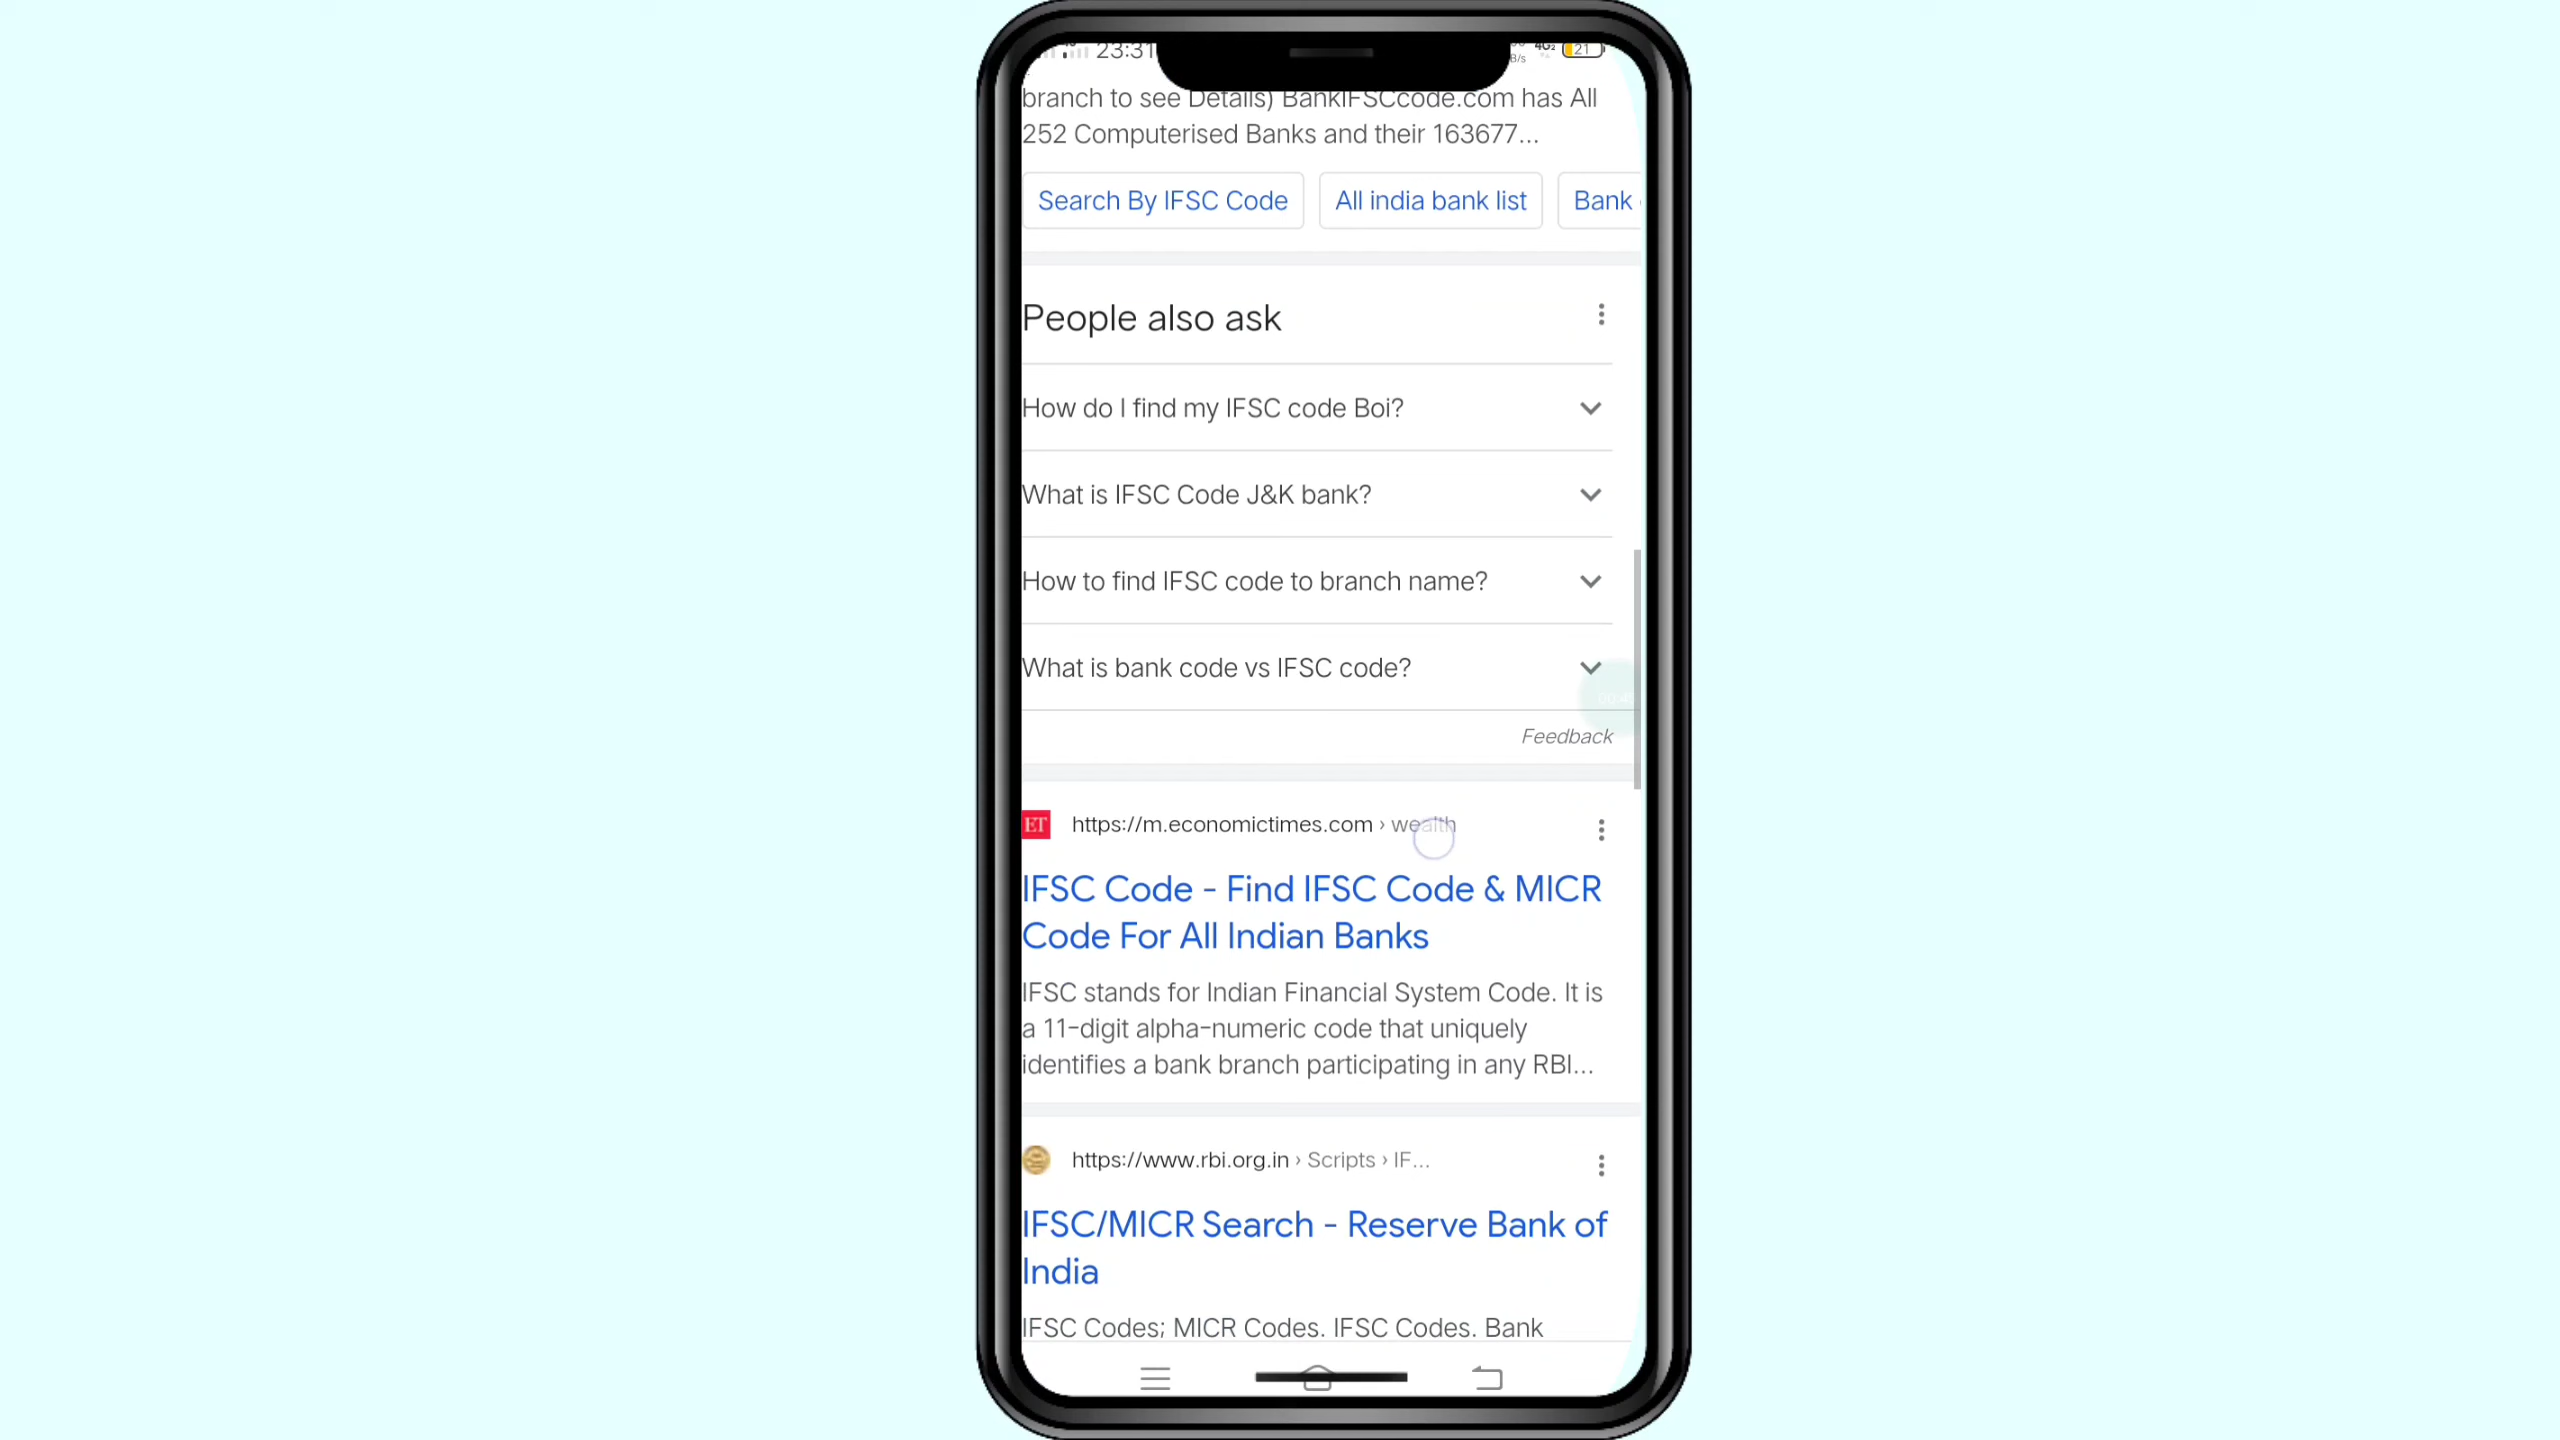 23:31
B/s
21
branch to see Details) BankIFSCcode.com has All
252 Computerised Banks and their 163677...
Search By IFSC Code
All india bank list
Bank
People also ask
How do I find my IFSC code Boi?
What is IFSC Code J&K bank?
How to find IFSC code to branch name?
What is bank code vs IFSC code?
Feedback
ET
https://m.economictimes.com › wealth
IFSC Code - Find IFSC Code & MICR
Code For All Indian Banks
IFSC stands for Indian Financial System Code. It is
a 11-digit alpha-numeric code that uniquely
identifies a bank branch participating in any RBI...
https://www.rbi.org.in › Scripts › IF...
IFSC/MICR Search - Reserve Bank of
India
IFSC Codes; MICR Codes. IFSC Codes. Bank